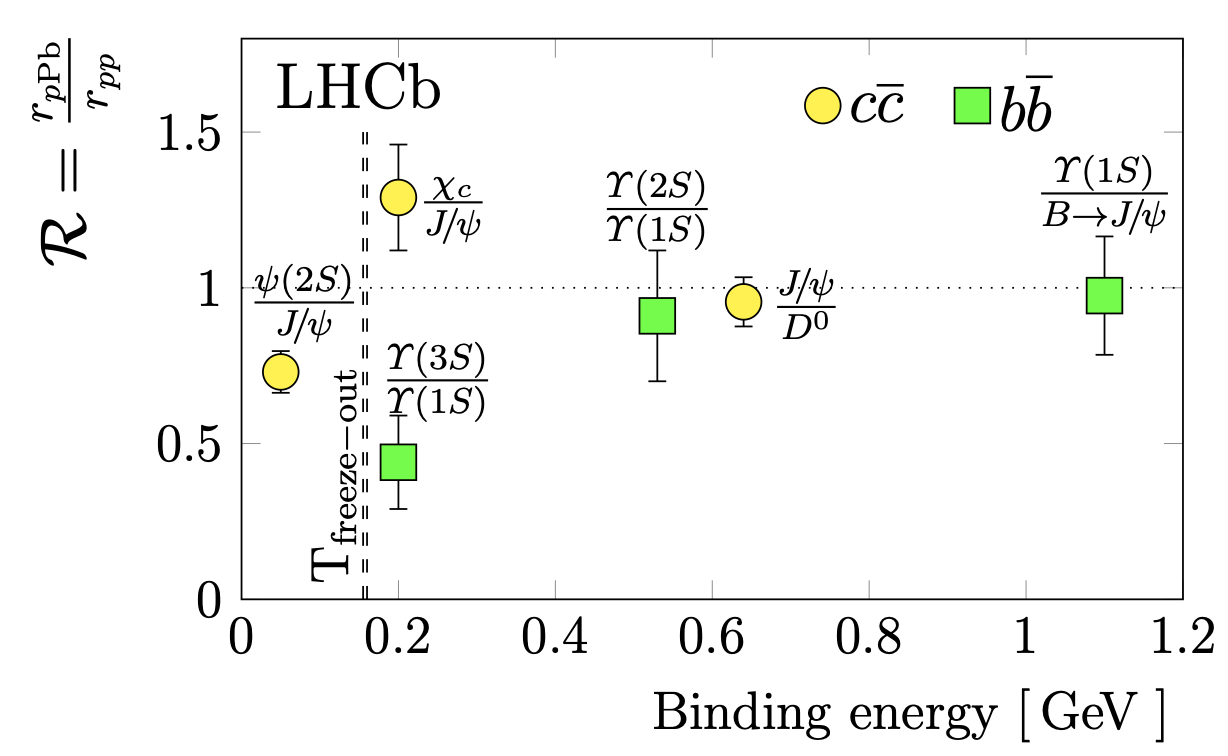 R = r_pPb / r_pp
LHCb
cc̅ bb̅
1.5
χc / J/ψ
ϒ(2S) / ϒ(1S)
ϒ(1S) / B→J/ψ
1
ψ(2S) / J/ψ
J/ψ / D⁰
ϒ(3S) / ϒ(1S)
0.5
T_freeze−out
0
0 0.2 0.4 0.6 0.8 1 1.2
Binding energy [ GeV ]